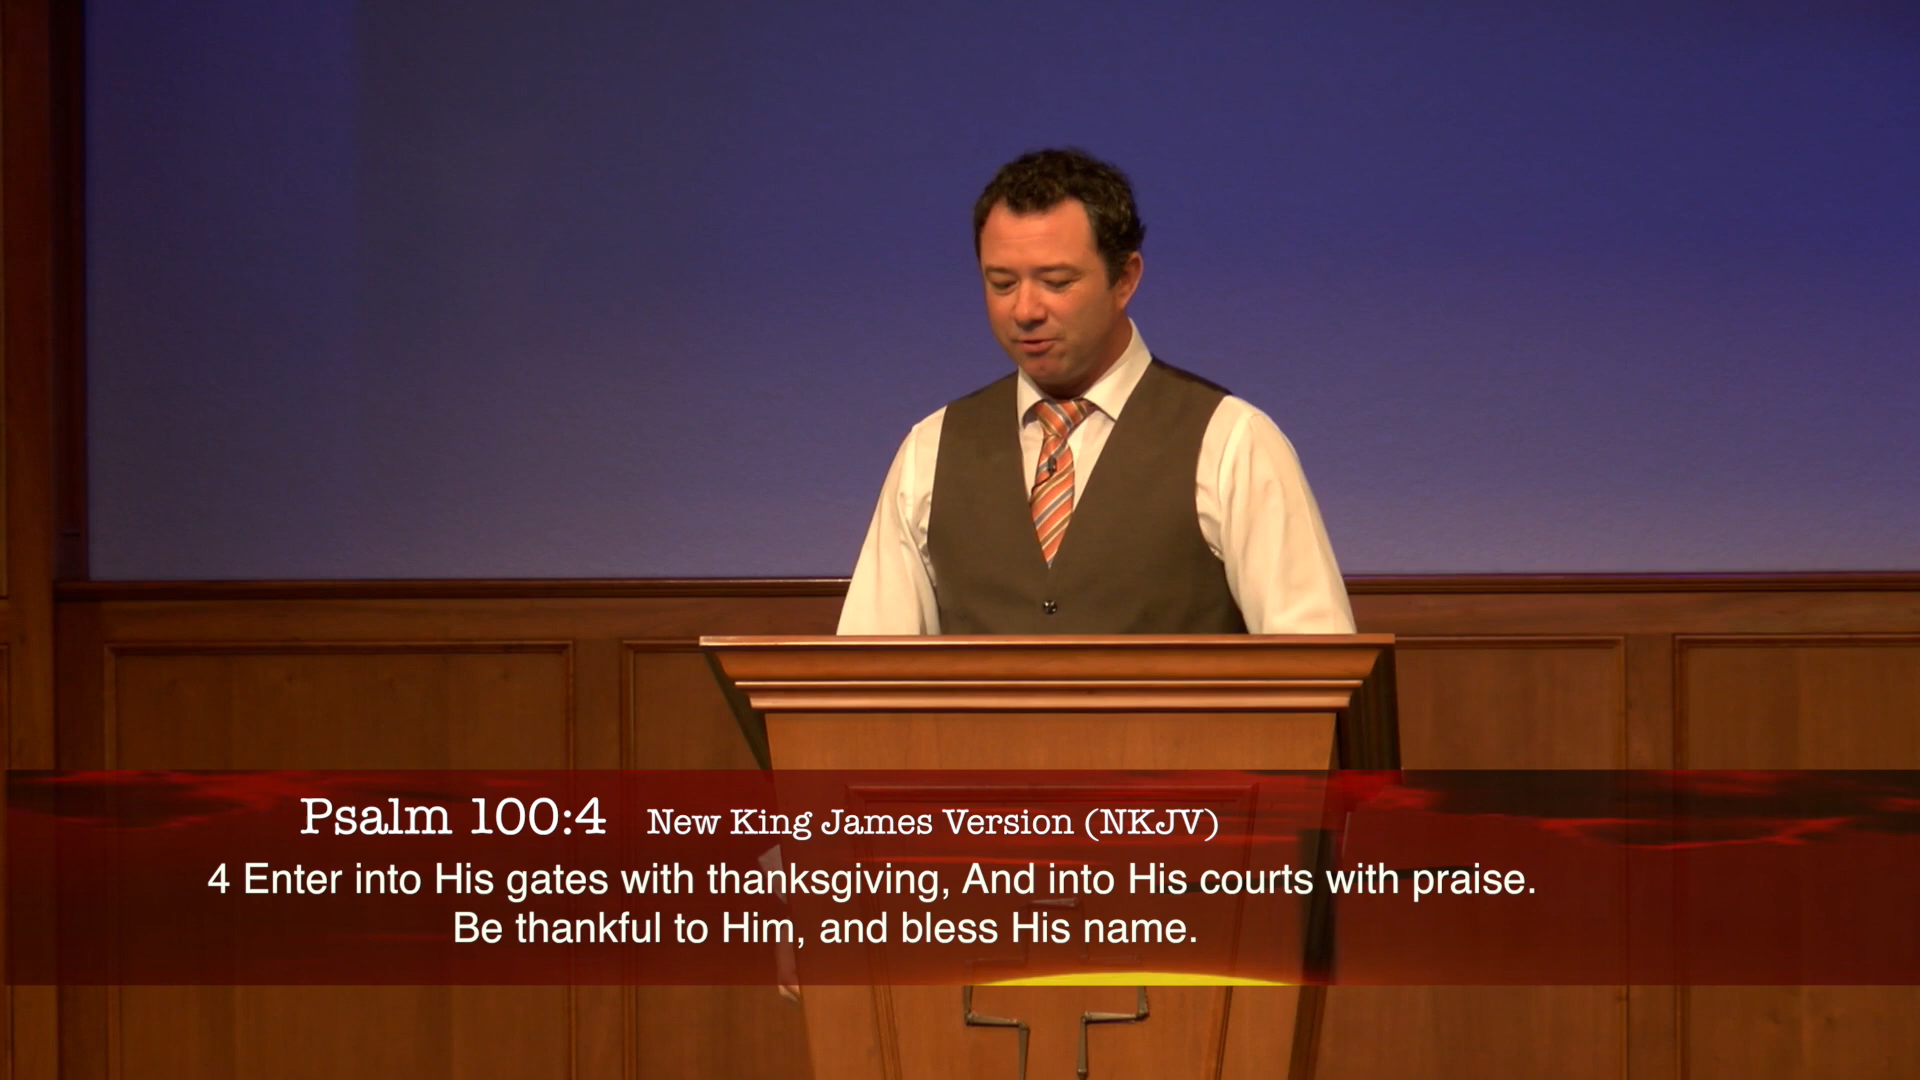 Psalm 100:4 New King James Version (NKJV)
4 Enter into His gates with thanksgiving, And into His courts with praise.
Be thankful to Him, and bless His name.